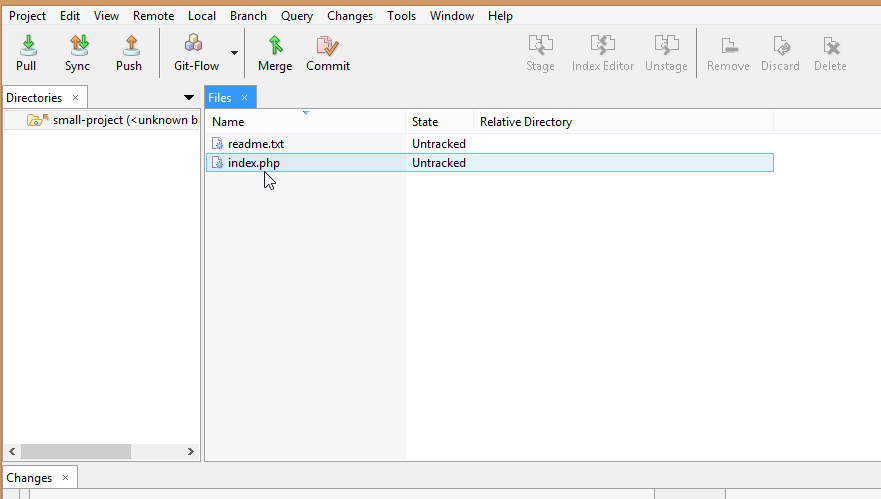 Project Edit View Remote Local Branch Query Changes Tools Window Help
Pull Sync Push Git-Flow Merge Commit Stage Index Editor Unstage Remove Discard Delete
Directories Files
Name State Relative Directory
small-project (<unknown b
readme.txt Untracked
index.php Untracked
Changes